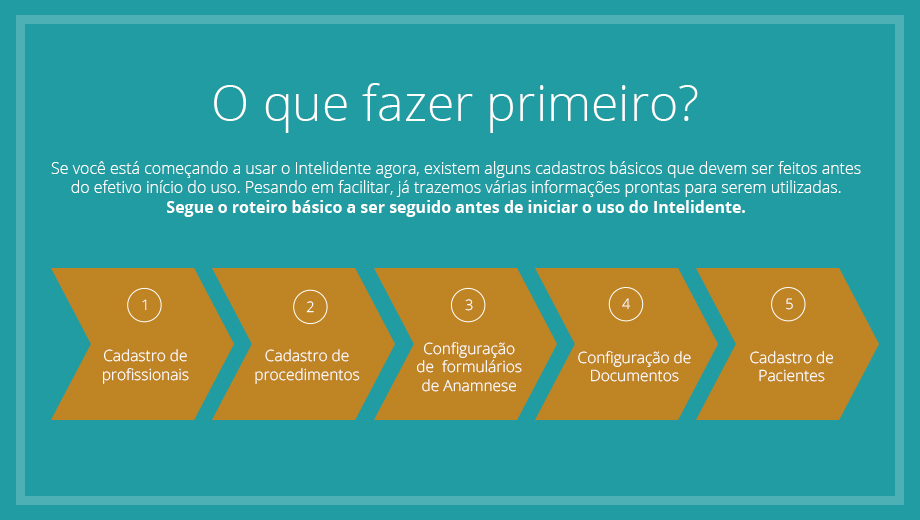 O que fazer primeiro?
Se você está começando a usar o Intelidente agora, existem alguns cadastros básicos que devem ser feitos antes
do efetivo início do uso. Pesando em facilitar, já trazemos várias informações prontas para serem utilizadas.
Segue o roteiro básico a ser seguido antes de iniciar o uso do Intelidente.
1
Cadastro de
profissionais
2
Cadastro de
procedimentos
3
Configuração
de formulários
de Anamnese
4
Configuração de
Documentos
5
Cadastro de
Pacientes